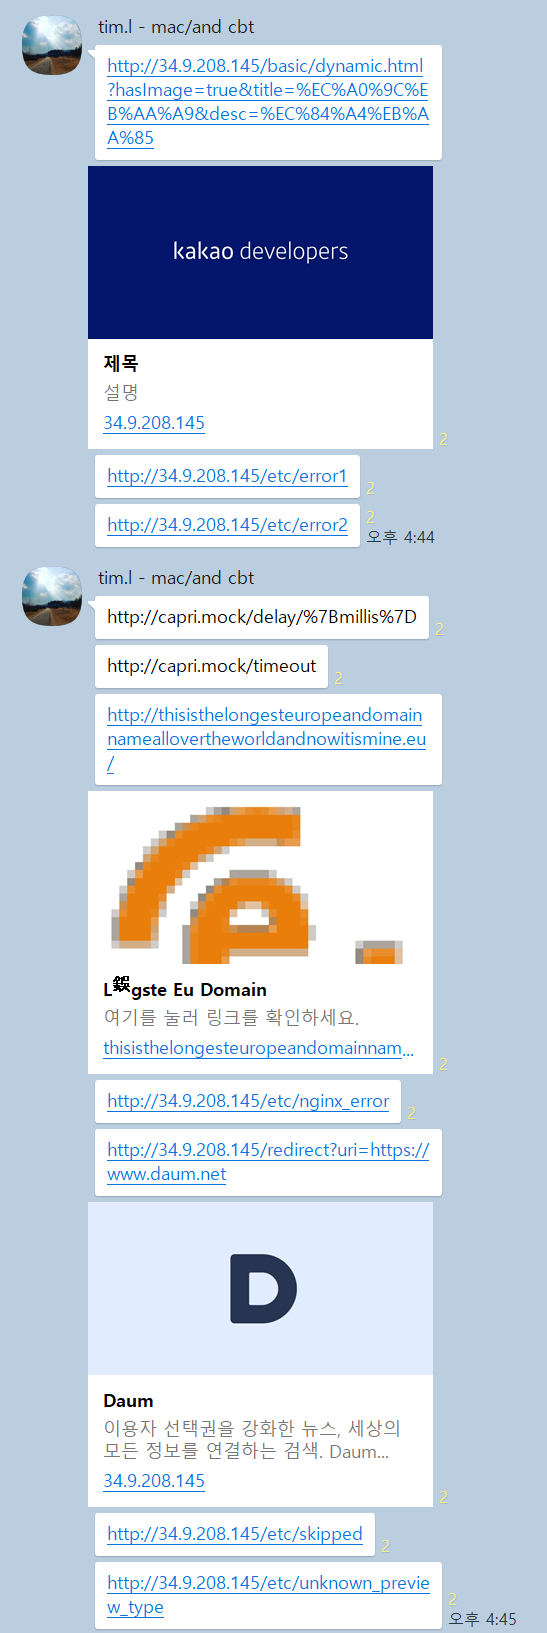 tim.l - mac/and cbt
http://34.9.208.145/basic/dynamic.html
?hasImage=true&title=%EC%A0%9C%E
B%AA%A9&desc=%EC%84%A4%EB%A
A%85
kakao developers
제목
설명
34.9.208.145
2
http://34.9.208.145/etc/error1
2
http://34.9.208.145/etc/error2
2
오후 4:44
tim.l - mac/and cbt
http://capri.mock/delay/%7Bmillis%7D
2
http://capri.mock/timeout
2
http://thisisthelongesteuropeandomain
nameallovertheworldandnowitismine.eu
/
L鋘gste Eu Domain
여기를 눌러 링크를 확인하세요.
thisisthelongesteuropeandomainnam...
2
http://34.9.208.145/etc/nginx_error
2
http://34.9.208.145/redirect?uri=https://
www.daum.net
D
Daum
이용자 선택권을 강화한 뉴스, 세상의
모든 정보를 연결하는 검색. Daum...
34.9.208.145
2
http://34.9.208.145/etc/skipped
2
http://34.9.208.145/etc/unknown_previe
w_type
2
오후 4:45